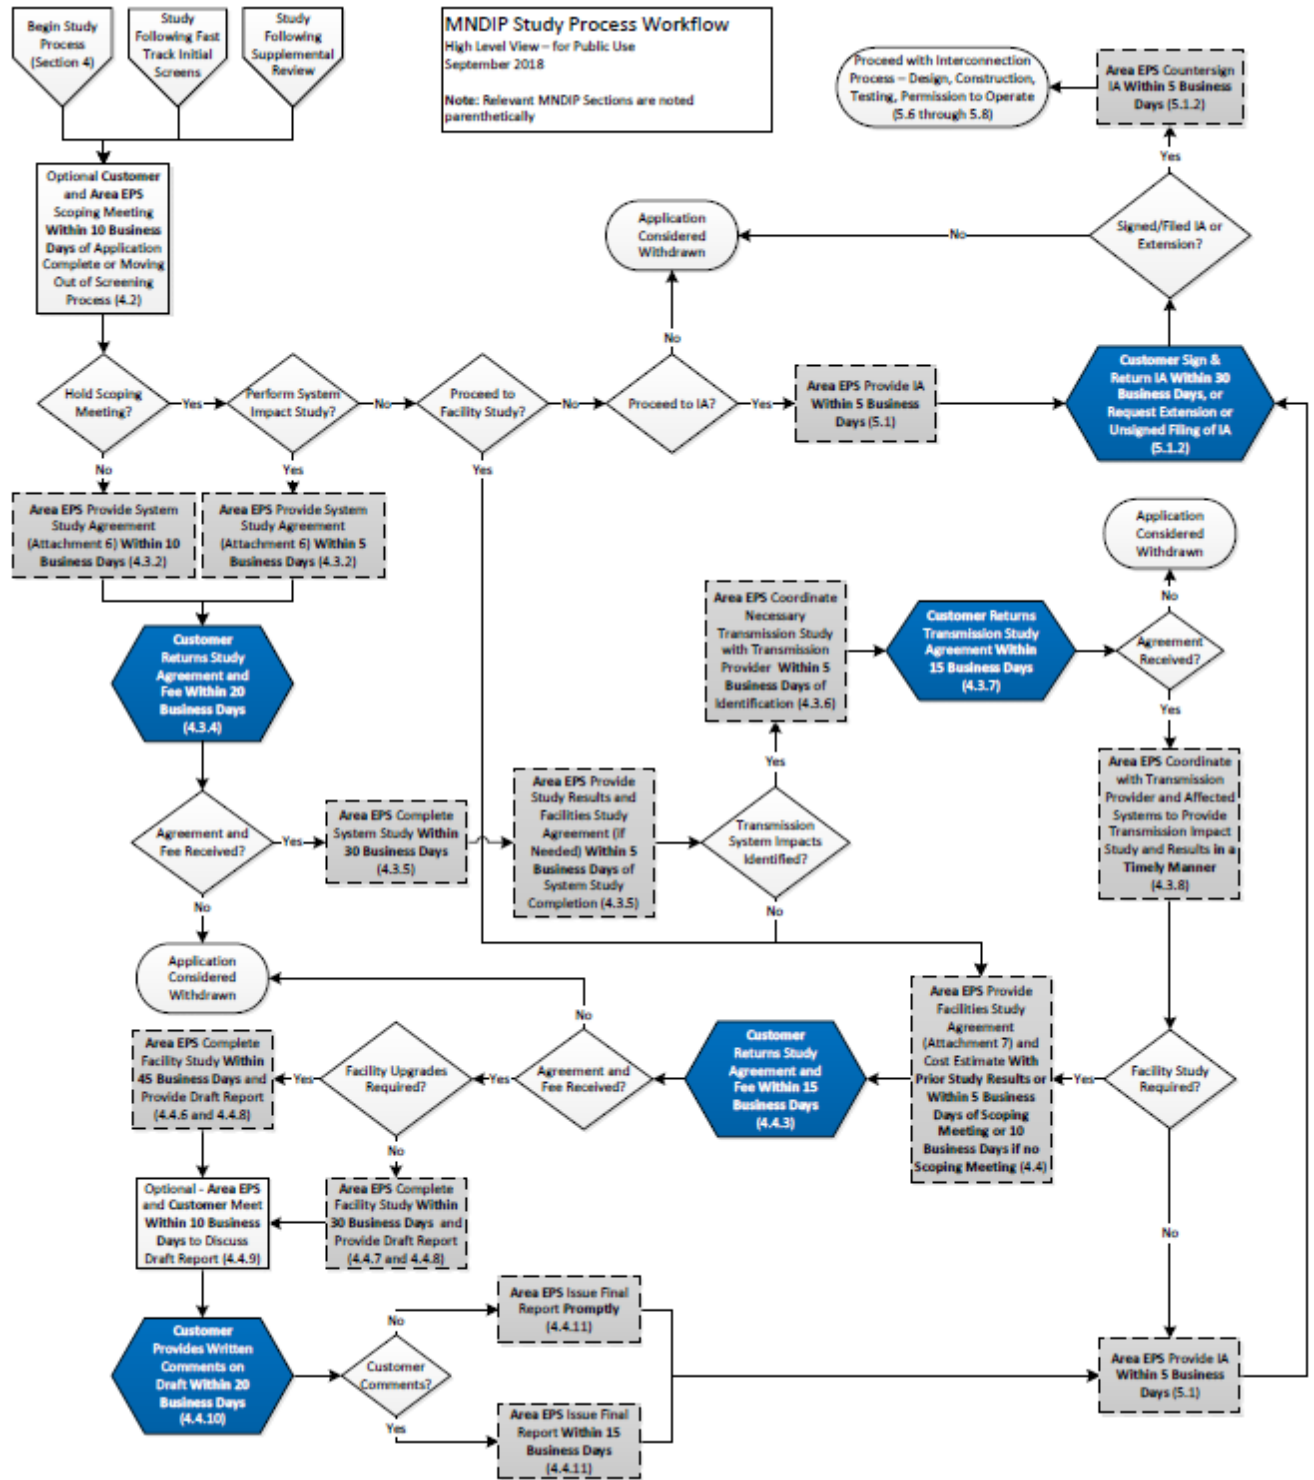 Begin Study
Process
(Section 4)
Study
Following Fast
Track Initial
Screens
Study
Following
Supplemental
Review
MNDIP Study Process Workflow
High Level View – for Public Use
September 2018
Note: Relevant MNDIP Sections are noted
parenthetically
Proceed with Interconnection
Process – Design, Construction,
Testing, Permission to Operate
(5.6 through 5.8)
Area EPS Countersign
IA Within 5 Business
Days (5.1.2)
Yes
Optional Customer
and Area EPS
Scoping Meeting
Within 10 Business
Days of Application
Complete or Moving
Out of Screening
Process (4.2)
Application
Considered
Withdrawn
No
Signed/Filed IA or
Extension?
No
Hold Scoping
Meeting?
Yes
Perform System
Impact Study?
No
Proceed to
Facility Study?
No
Proceed to IA?
Yes
Area EPS Provide IA
Within 5 Business
Days (5.1)
Customer Sign &
Return IA Within 30
Business Days, or
Request Extension or
Unsigned Filing of IA
(5.1.2)
No
Yes
Yes
Area EPS Provide System
Study Agreement
(Attachment 6) Within 10
Business Days (4.3.2)
Area EPS Provide System
Study Agreement
(Attachment 6) Within 5
Business Days (4.3.2)
Application
Considered
Withdrawn
No
Customer
Returns Study
Agreement and
Fee Within 20
Business Days
(4.3.4)
Area EPS Coordinate
Necessary
Transmission Study
with Transmission
Provider Within 5
Business Days of
Identification (4.3.6)
Customer Returns
Transmission Study
Agreement Within
15 Business Days
(4.3.7)
Agreement
Received?
Yes
Yes
Agreement and
Fee Received?
Yes
Area EPS Complete
System Study Within
30 Business Days
(4.3.5)
Area EPS Provide
Study Results and
Facilities Study
Agreement (if
Needed) Within 5
Business Days of
System Study
Completion (4.3.5)
Transmission
System Impacts
Identified?
Area EPS Coordinate
with Transmission
Provider and Affected
Systems to Provide
Transmission Impact
Study and Results in a
Timely Manner
(4.3.8)
No
No
Application
Considered
Withdrawn
No
Area EPS Complete
Facility Study Within
45 Business Days and
Provide Draft Report
(4.4.6 and 4.4.8)
Yes
Facility Upgrades
Required?
Yes
Agreement and
Fee Received?
Customer
Returns Study
Agreement and
Fee Within 15
Business Days
(4.4.3)
Area EPS Provide
Facilities Study
Agreement
(Attachment 7) and
Cost Estimate With
Prior Study Results or
Within 5 Business
Days of Scoping
Meeting or 10
Business Days if no
Scoping Meeting (4.4)
Yes
Facility Study
Required?
No
Optional - Area EPS
and Customer Meet
Within 10 Business
Days to Discuss
Draft Report (4.4.9)
Area EPS Complete
Facility Study Within
30 Business Days and
Provide Draft Report
(4.4.7 and 4.4.8)
No
Customer
Provides Written
Comments on
Draft Within 20
Business Days
(4.4.10)
No
Customer
Comments?
Yes
Area EPS Issue Final
Report Promptly
(4.4.11)
Area EPS Issue Final
Report Within 15
Business Days
(4.4.11)
Area EPS Provide IA
Within 5 Business
Days (5.1)